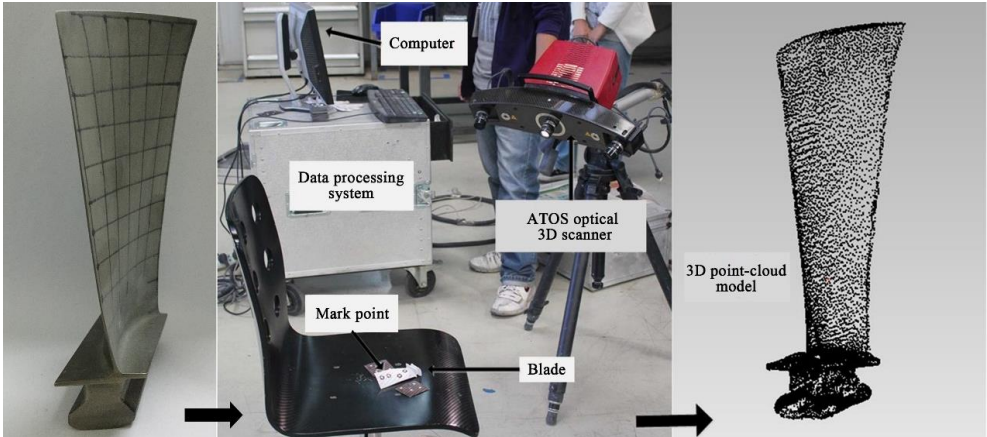 Computer
Data processing
system
ATOS optical
3D scanner
3D point-cloud
model
Mark point
Blade